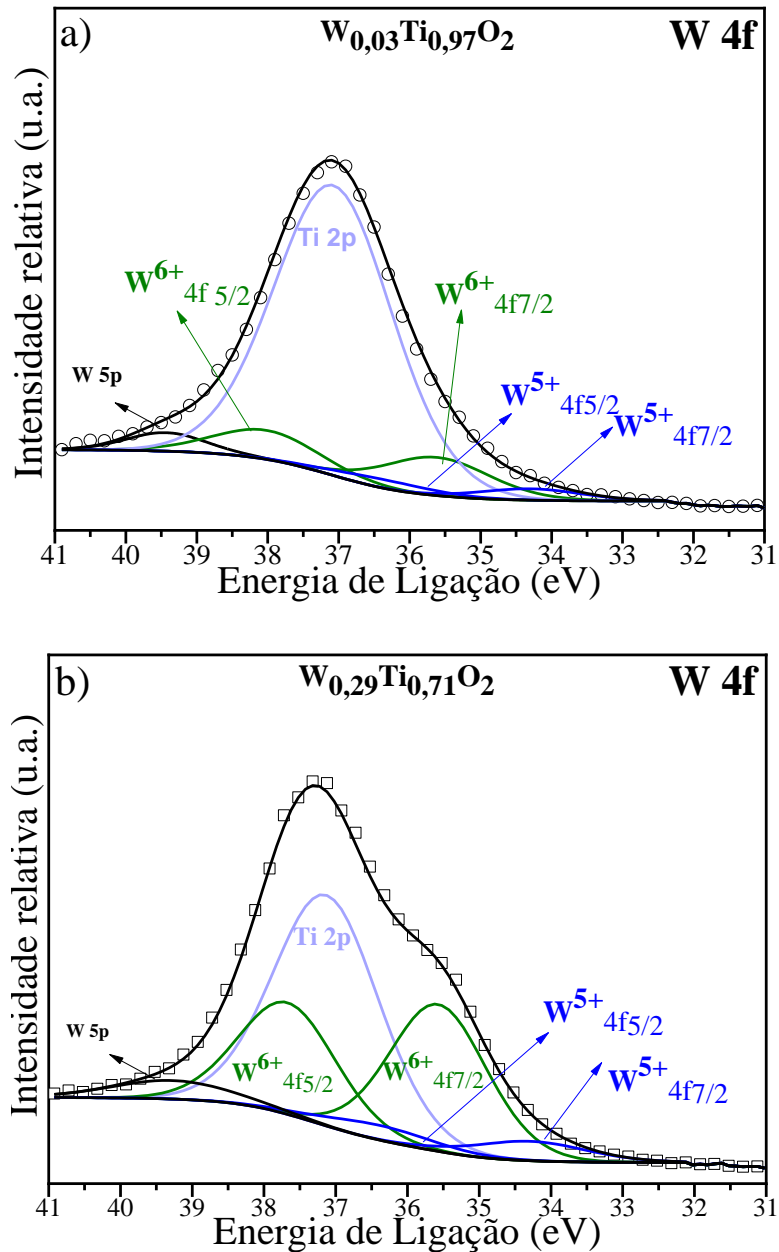 a) W0,03Ti0,97O2 W 4f
Intensidade relativa (u.a.)
Ti 2p
W6+ 4f 5/2
W6+ 4f7/2
W 5p
W5+ 4f5/2
W5+ 4f7/2
41 40 39 38 37 36 35 34 33 32 31
Energia de Ligação (eV)
b) W0,29Ti0,71O2 W 4f
Intensidade relativa (u.a.)
Ti 2p
W5+ 4f5/2
W 5p
W6+ 4f5/2
W6+ 4f7/2
W5+ 4f7/2
41 40 39 38 37 36 35 34 33 32 31
Energia de Ligação (eV)